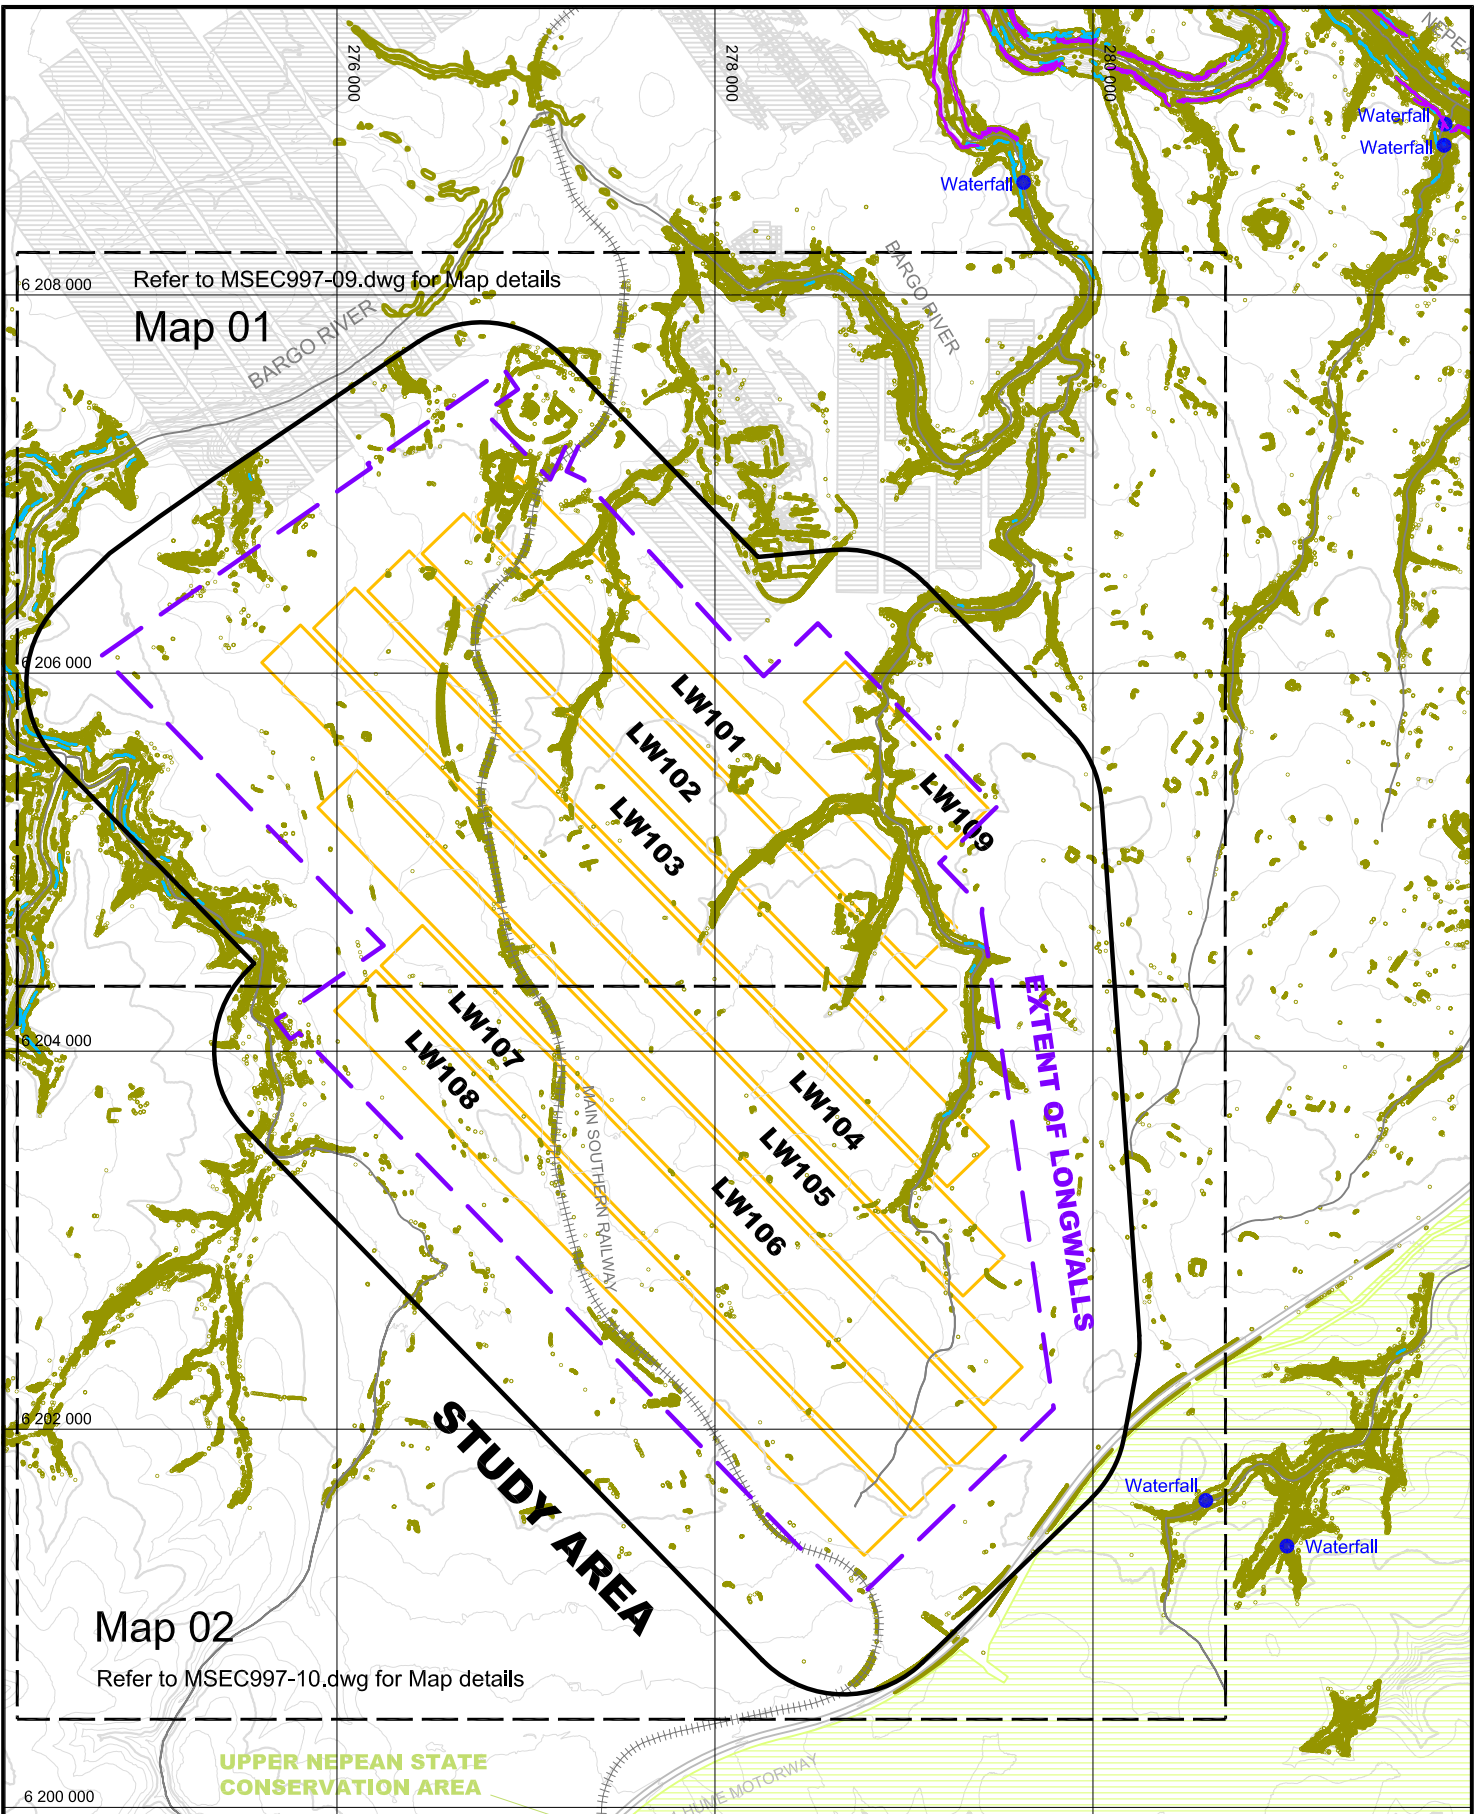 276 000
278 000
280 000
NEPEA
Waterfall
Waterfall
Waterfall
Refer to MSEC997-09.dwg for Map details
6 208 000
Map 01
BARGO RIVER
BARGO RIVER
6 206 000
LW101
LW102
LW103
LW109
6 204 000
LW107
LW108
EXTENT OF LONGWALLS
LW104
LW105
LW106
MAIN SOUTHERN RAILWAY
6 202 000
STUDY AREA
Waterfall
Waterfall
Map 02
Refer to MSEC997-10.dwg for Map details
UPPER NEPEAN STATE
CONSERVATION AREA
HUME MOTORWAY
6 200 000